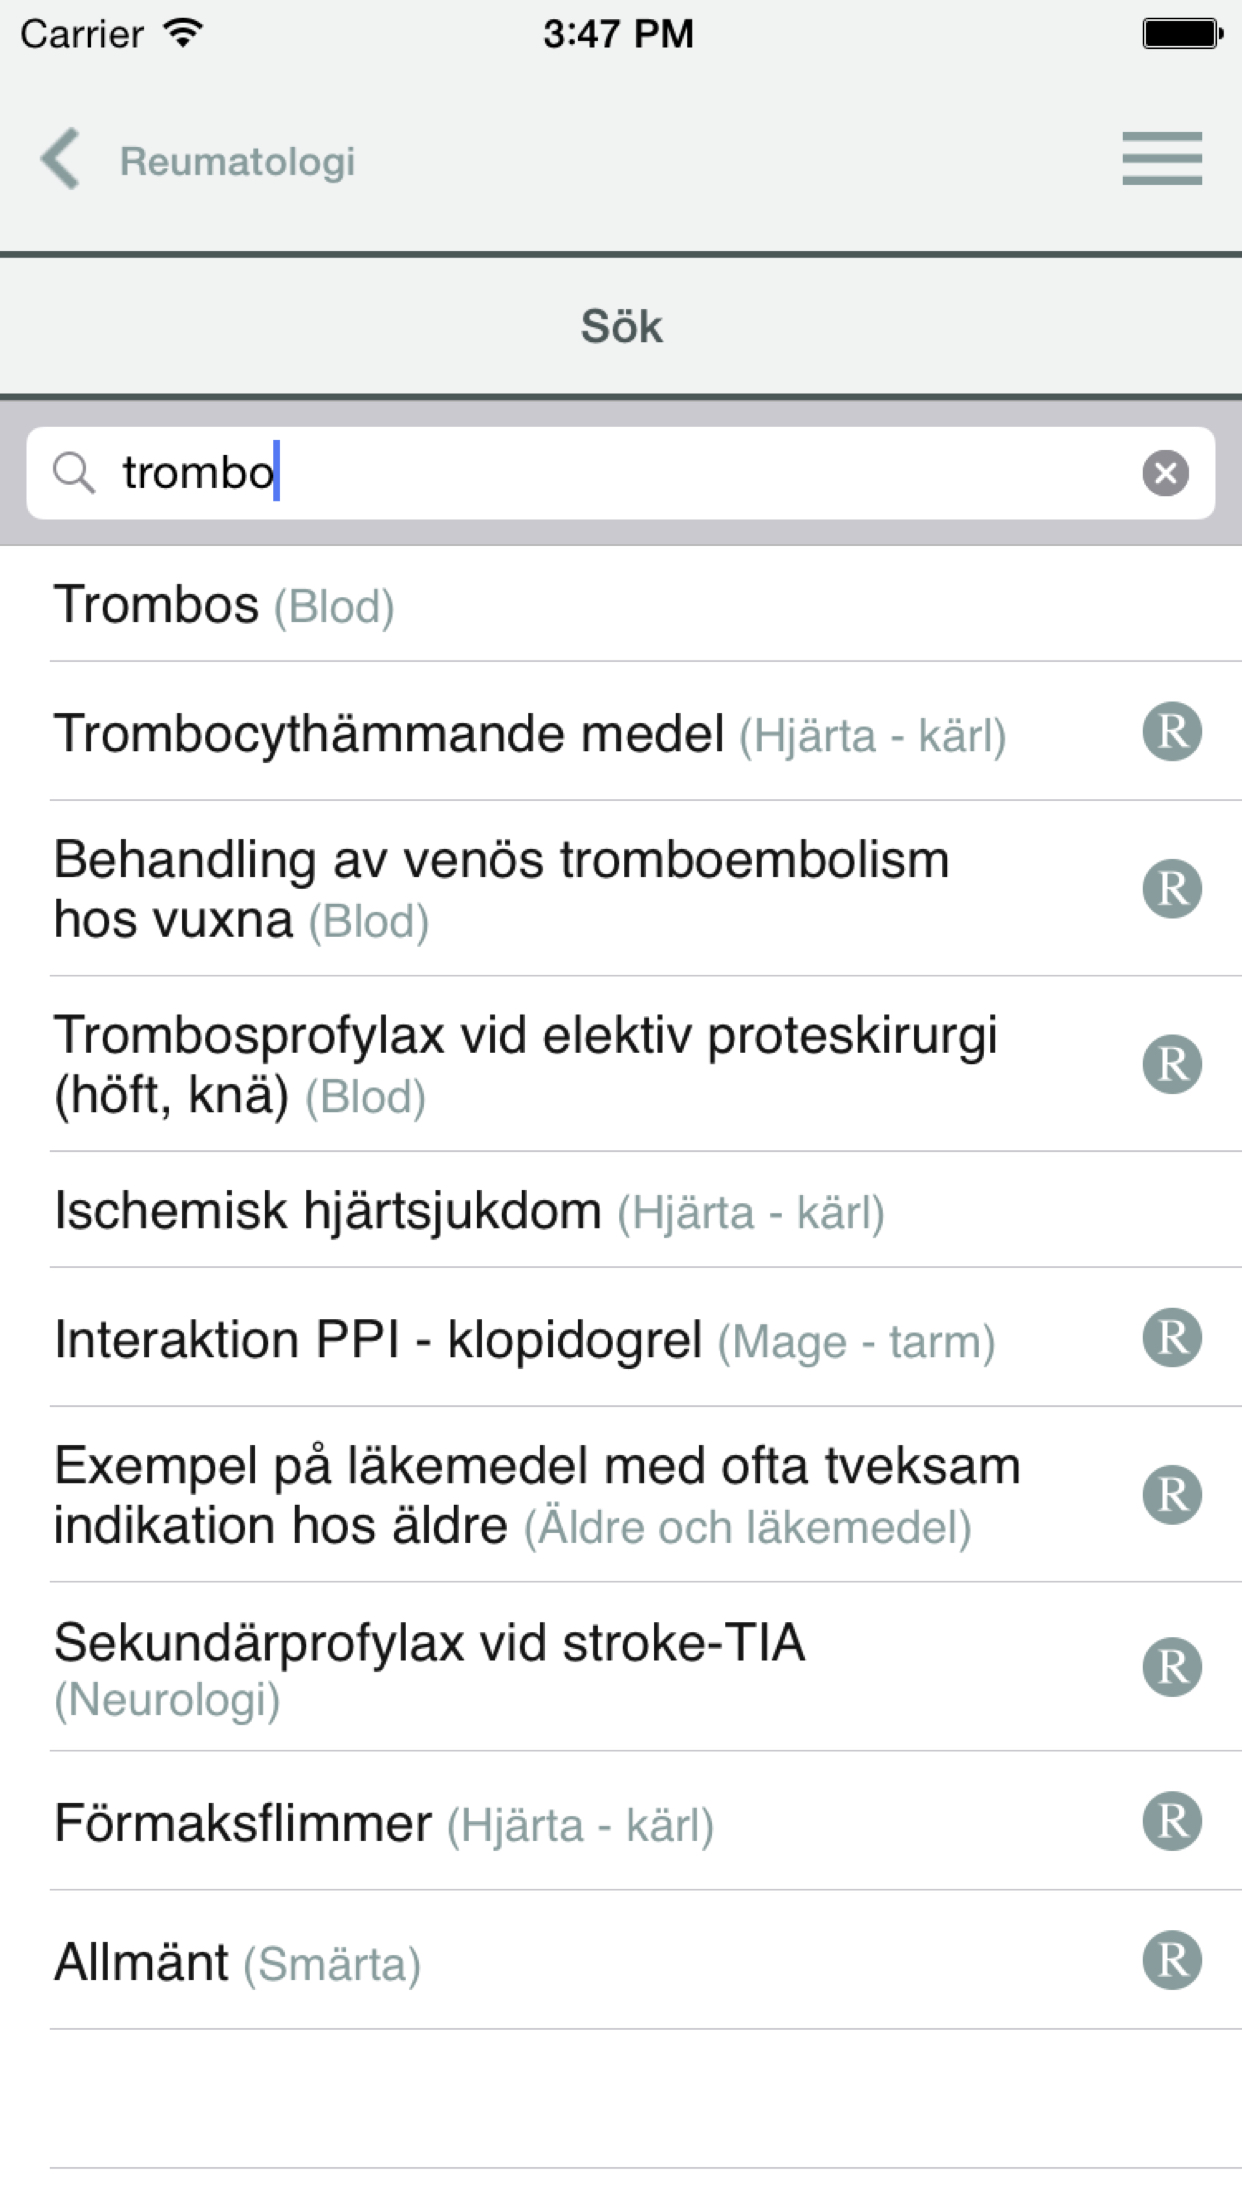 Carrier 3:47 PM
Reumatologi
Sök
trombo
Trombos (Blod)
Trombocythämmande medel (Hjärta - kärl) R
Behandling av venös tromboembolism
hos vuxna (Blod) R
Trombosprofylax vid elektiv proteskirurgi
(höft, knä) (Blod) R
Ischemisk hjärtsjukdom (Hjärta - kärl)
Interaktion PPI - klopidogrel (Mage - tarm) R
Exempel på läkemedel med ofta tveksam
indikation hos äldre (Äldre och läkemedel) R
Sekundärprofylax vid stroke-TIA
(Neurologi) R
Förmaksflimmer (Hjärta - kärl) R
Allmänt (Smärta) R